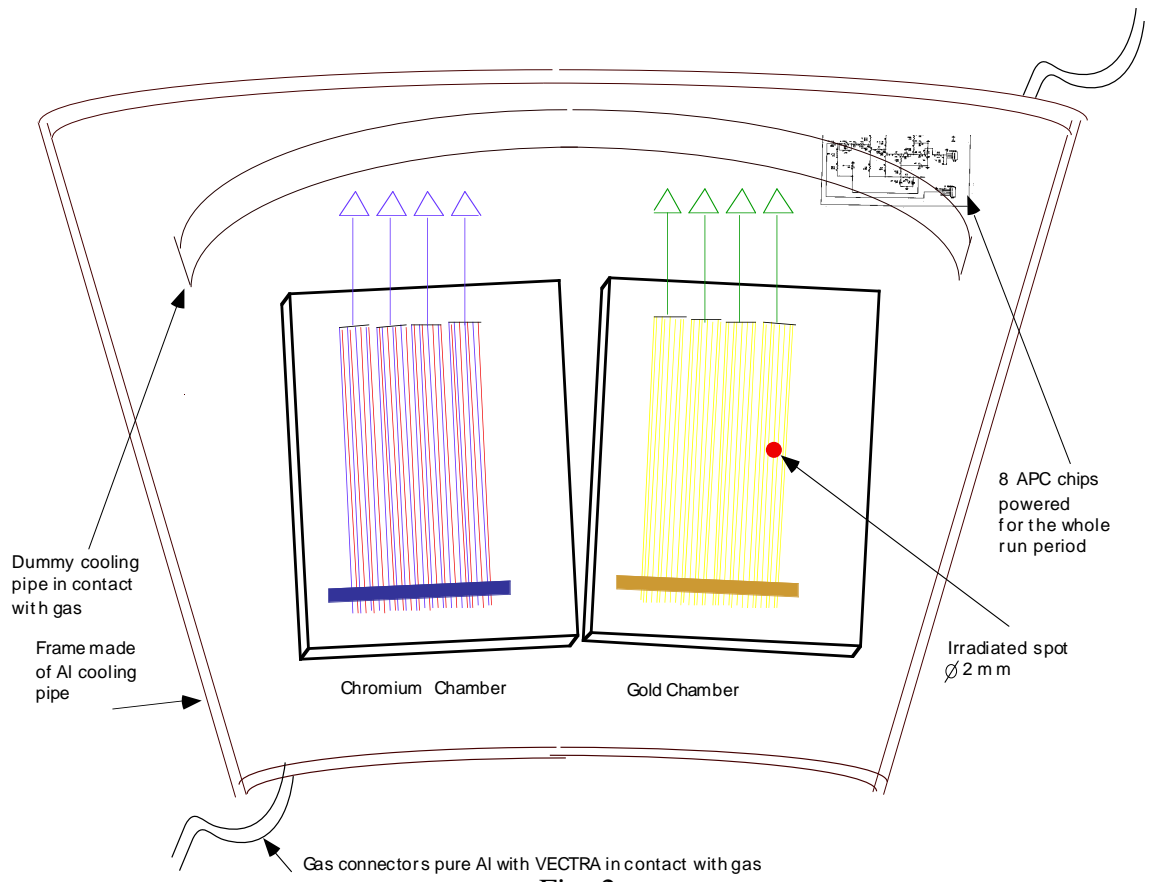 8 APC chips
powered
for the whole
run period
Dummy cooling
pipe in contact
with gas
Frame made
of Al cooling
pipe
Irradiated spot
∅ 2 mm
Chromium Chamber
Gold Chamber
Gas connectors pure Al with VECTRA in contact with gas